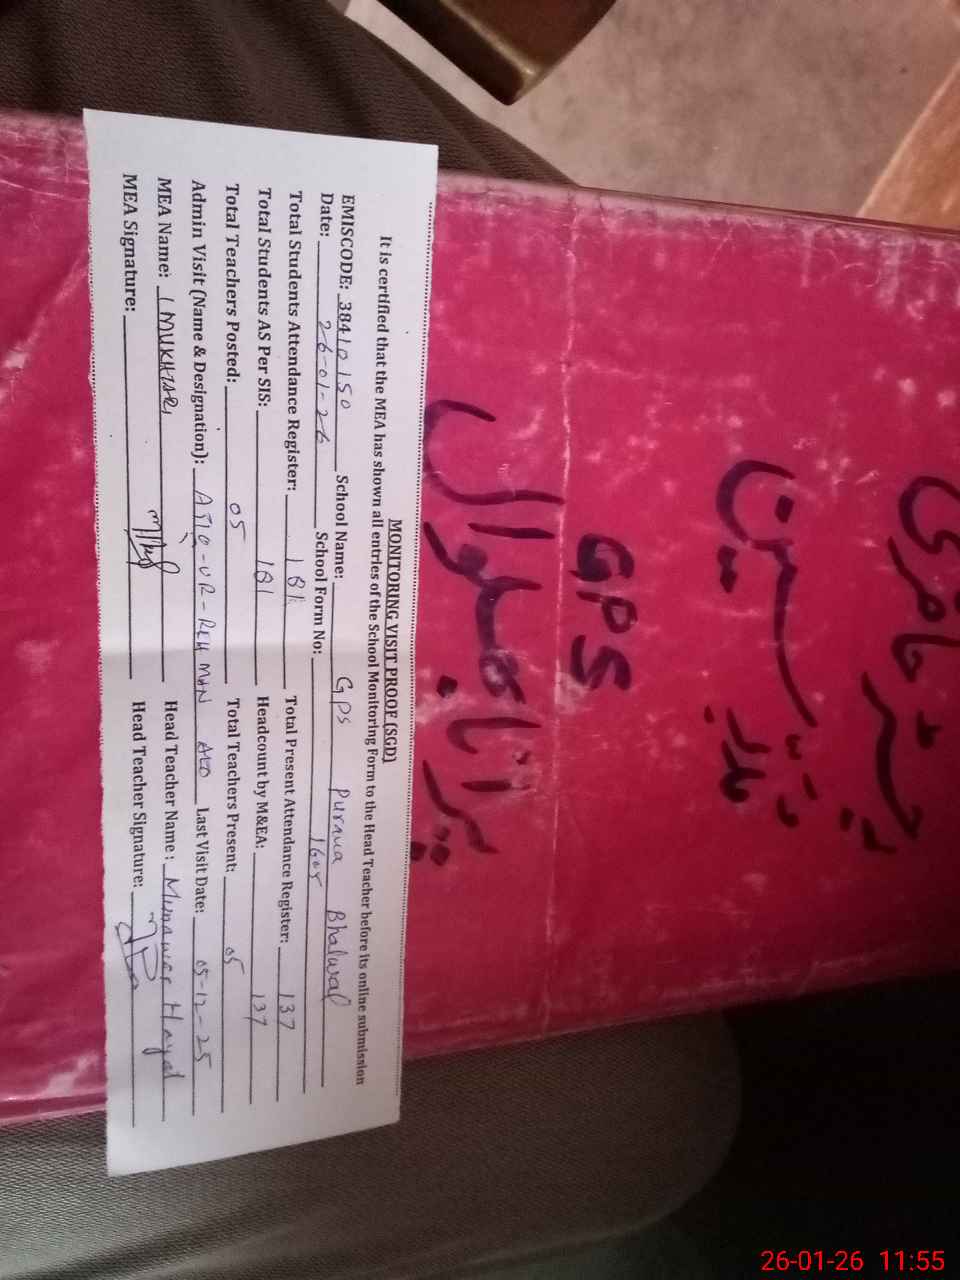 MONITORING VISIT PROOF (SGD)
It is certified that the MEA has shown all entries of the School Monitoring Form to the Head Teacher before its online submission
EMISCODE: 38410150 School Name: GPS Purana Bhalwal
Date: 26-01-26 School Form No:
Total Students Attendance Register: 181 Total Present Attendance Register: 137
Total Students AS Per SIS: 181 Headcount by M&EA: 137
Total Teachers Posted: 05 Total Teachers Present: 05
Admin Visit (Name & Designation): -UR-REHMAN AEO Last Visit Date: 05-12-25
MEA Name: MUKHTAR Head Teacher Name: Munawar Hayat
MEA Signature: Head Teacher Signature:
حاضری
مدرسین
GPS
پرانا بھلوال
26-01-26 11:55